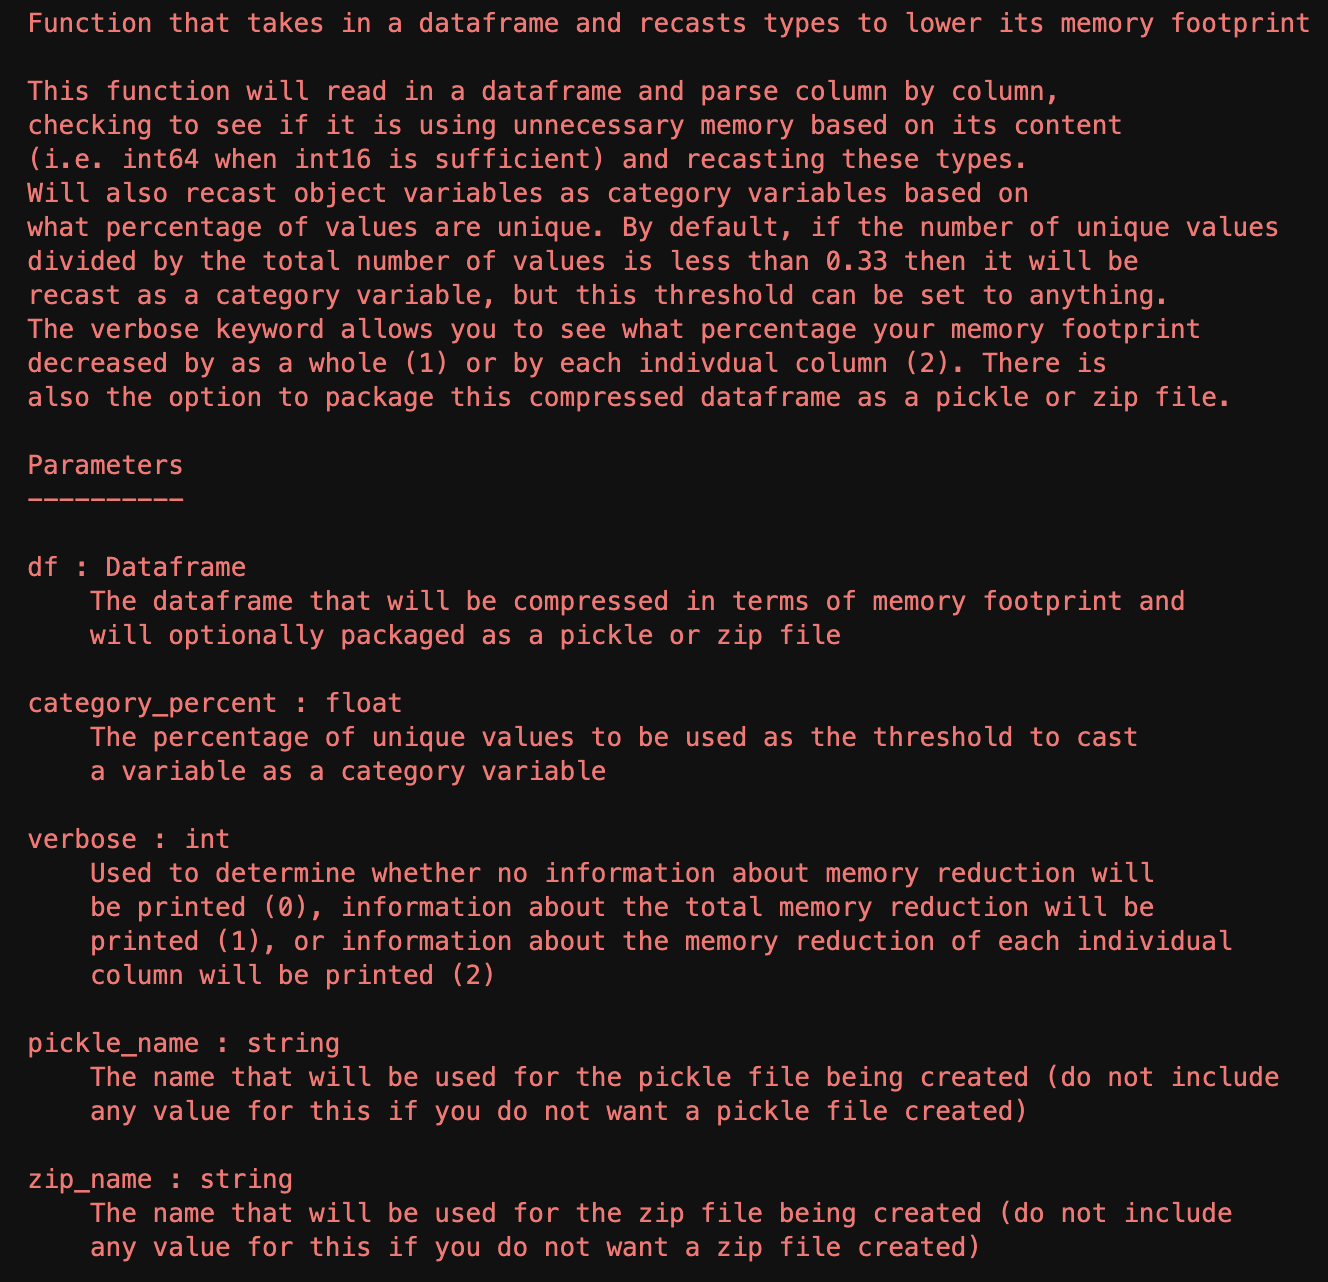 Function that takes in a dataframe and recasts types to lower its memory footprint
This function will read in a dataframe and parse column by column,
checking to see if it is using unnecessary memory based on its content
(i.e. int64 when int16 is sufficient) and recasting these types.
Will also recast object variables as category variables based on
what percentage of values are unique. By default, if the number of unique values
divided by the total number of values is less than 0.33 then it will be
recast as a category variable, but this threshold can be set to anything.
The verbose keyword allows you to see what percentage your memory footprint
decreased by as a whole (1) or by each indivdual column (2). There is
also the option to package this compressed dataframe as a pickle or zip file.
Parameters
----------
df : Dataframe
    The dataframe that will be compressed in terms of memory footprint and
    will optionally packaged as a pickle or zip file
category_percent : float
    The percentage of unique values to be used as the threshold to cast
    a variable as a category variable
verbose : int
    Used to determine whether no information about memory reduction will
    be printed (0), information about the total memory reduction will be
    printed (1), or information about the memory reduction of each individual
    column will be printed (2)
pickle_name : string
    The name that will be used for the pickle file being created (do not include
    any value for this if you do not want a pickle file created)
zip_name : string
    The name that will be used for the zip file being created (do not include
    any value for this if you do not want a zip file created)